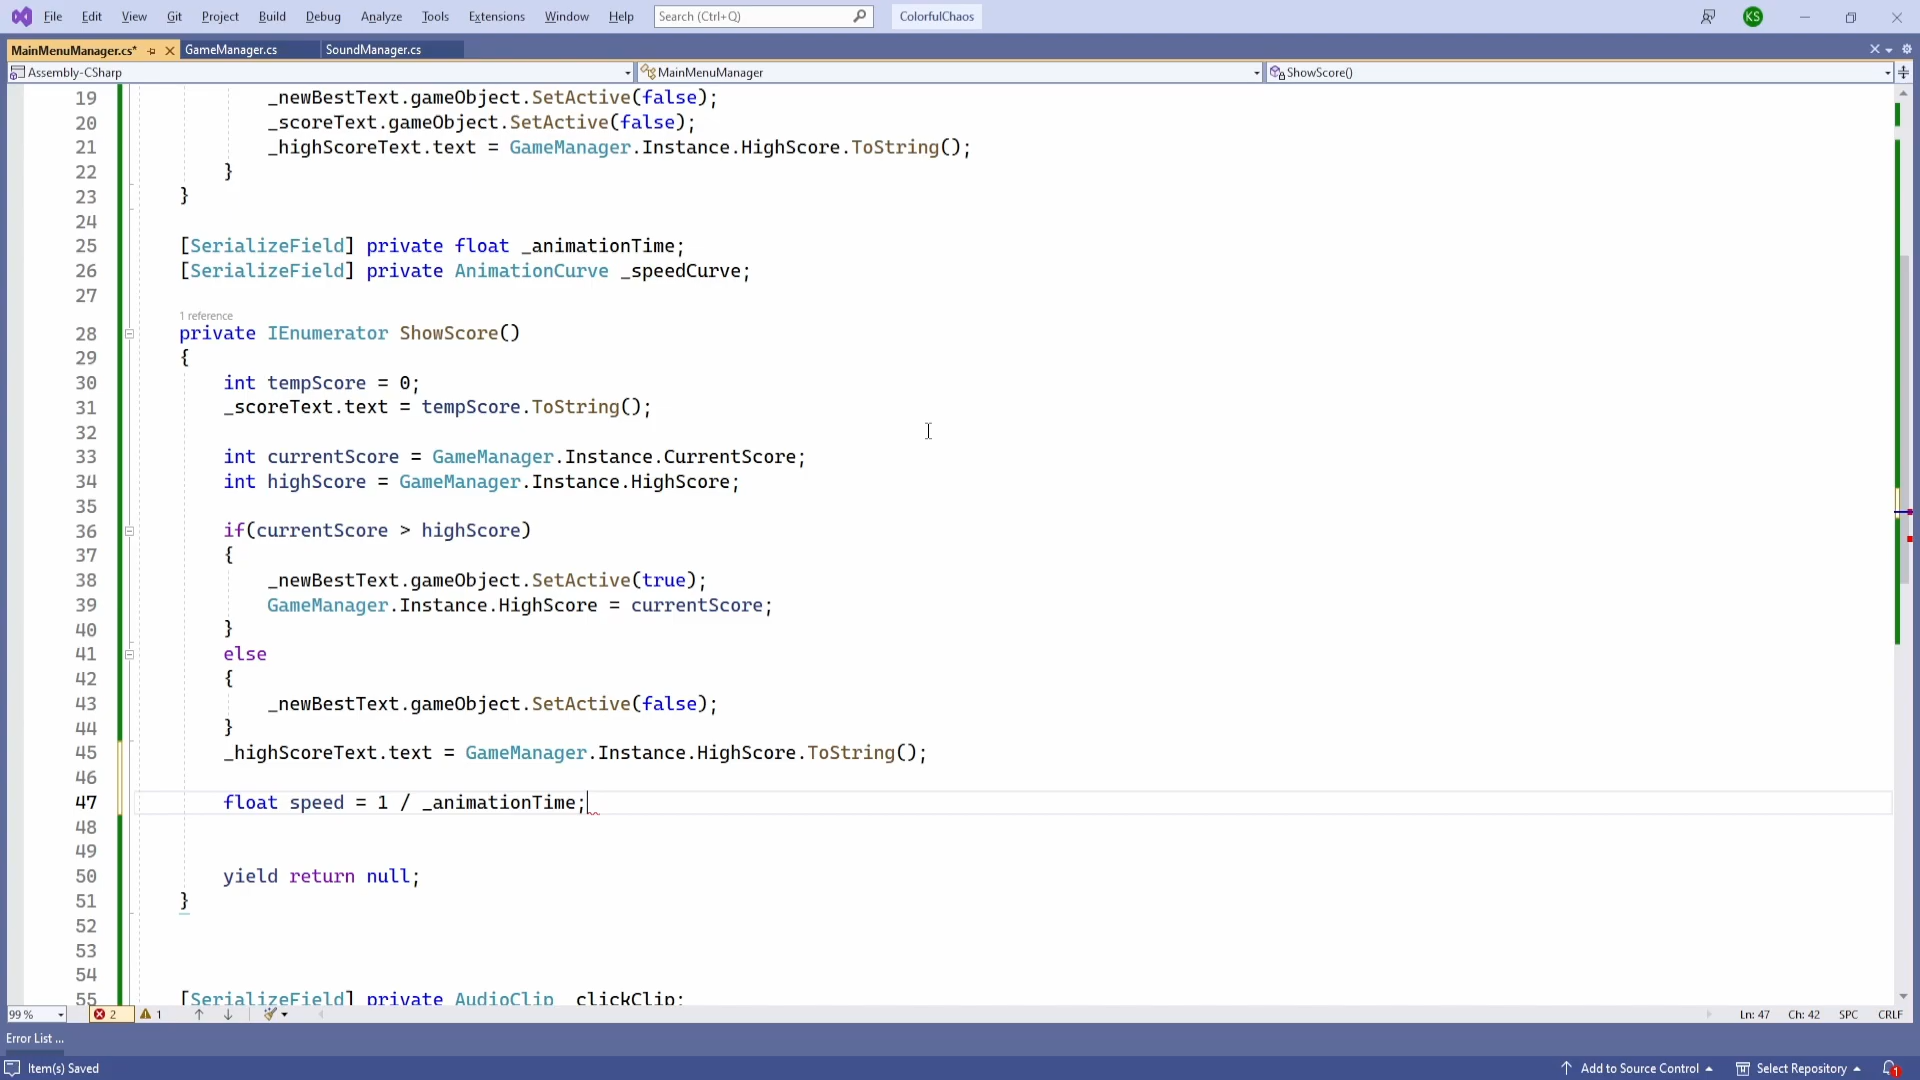 File Edit View Git Project Build Debug Analyze Tools Extensions Window Help Search (Ctrl+Q) ColorfulChaos KS
MainMenuManager.cs* GameManager.cs SoundManager.cs
Assembly-CSharp MainMenuManager ShowScore()
19 _newBestText.gameObject.SetActive(false);
20 _scoreText.gameObject.SetActive(false);
21 _highScoreText.text = GameManager.Instance.HighScore.ToString();
22 }
23 }
24
25 [SerializeField] private float _animationTime;
26 [SerializeField] private AnimationCurve _speedCurve;
27
1 reference
28 private IEnumerator ShowScore()
29 {
30 int tempScore = 0;
31 _scoreText.text = tempScore.ToString();
32
33 int currentScore = GameManager.Instance.CurrentScore;
34 int highScore = GameManager.Instance.HighScore;
35
36 if(currentScore > highScore)
37 {
38 _newBestText.gameObject.SetActive(true);
39 GameManager.Instance.HighScore = currentScore;
40 }
41 else
42 {
43 _newBestText.gameObject.SetActive(false);
44 }
45 _highScoreText.text = GameManager.Instance.HighScore.ToString();
46
47 float speed = 1 / _animationTime;
48
49
50 yield return null;
51 }
52
53
54
55 [SerializeField] private AudioClip _clickClip;
99 % 2 1 Ln: 47 Ch: 42 SPC CRLF
Error List ...
Item(s) Saved Add to Source Control Select Repository 1